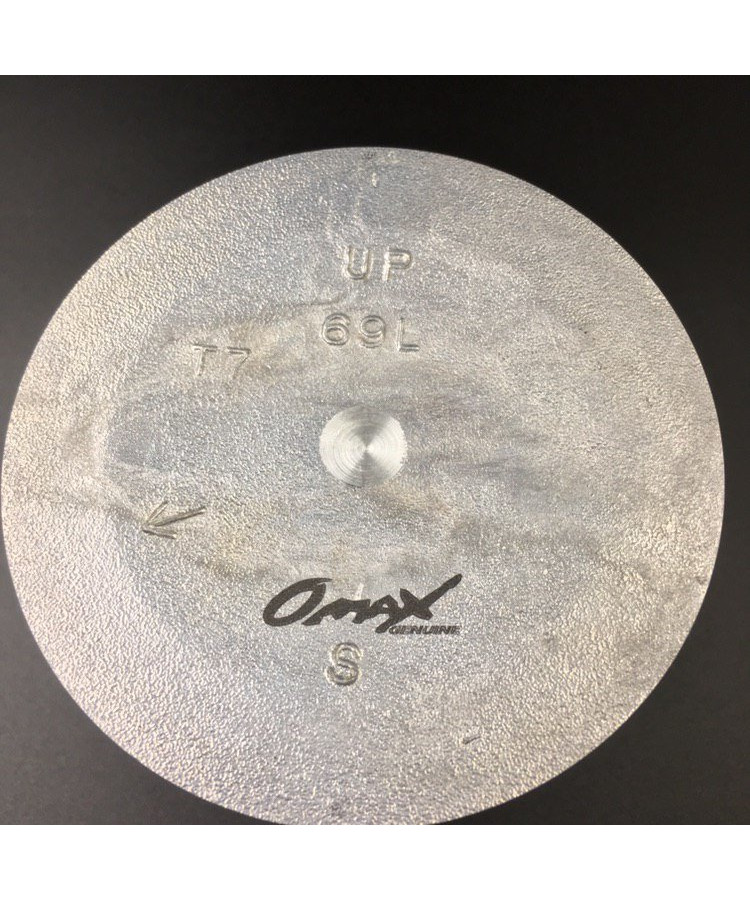 UP
69L
T7
OMAX
GENUINE
S